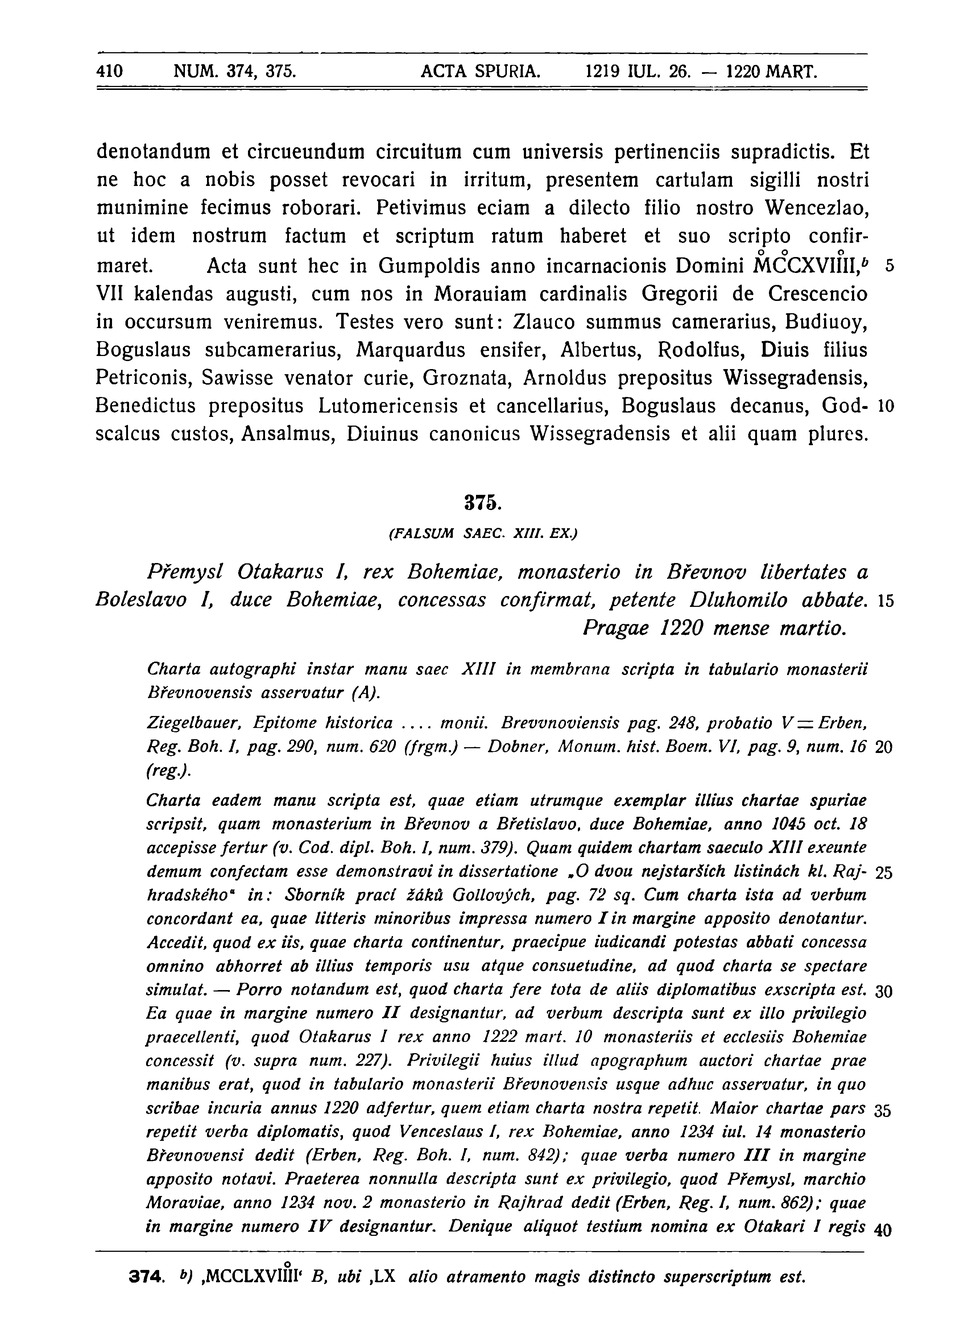 410 NUM. 374, 375. ACTA SPURIA. 1219 IUL. 26. — 1220 MART.
denotandum et circueundum circuitum cum universis pertinenciis supradictis. Et
ne hoc a nobis posset revocari in irritum, presentem cartulam sigilli nostri
munimine fecimus roborari. Petivimus eciam a dilecto filio nostro Wencezlao,
ut idem nostrum factum et scriptum ratum haberet et suo scripto confir-
maret. Acta sunt hec in Gumpoldis anno incarnacionis Domini M̊C̊CXVIIII̊,ᵇ 5
VII kalendas augusti, cum nos in Morauiam cardinalis Gregorii de Crescencio
in occursum veniremus. Testes vero sunt: Zlauco summus camerarius, Budiuoy,
Boguslaus subcamerarius, Marquardus ensifer, Albertus, Rodolfus, Diuis filius
Petriconis, Sawisse venator curie, Groznata, Arnoldus prepositus Wissegradensis,
Benedictus prepositus Lutomericensis et cancellarius, Boguslaus decanus, God- 10
scalcus custos, Ansalmus, Diuinus canonicus Wissegradensis et alii quam plures.
375.
(FALSUM SAEC. XIII. EX.)
Přemysl Otakarus I, rex Bohemiae, monasterio in Břevnov libertates a
Boleslavo I, duce Bohemiae, concessas confirmat, petente Dluhomilo abbate. 15
Pragae 1220 mense martio.
Charta autographi instar manu saec XIII in membrana scripta in tabulario monasterii
Břevnovensis asservatur (A).
Ziegelbauer, Epitome historica .... monii. Brevvnoviensis pag. 248, probatio V = Erben,
Reg. Boh. I, pag. 290, num. 620 (frgm.) — Dobner, Monum. hist. Boem. VI, pag. 9, num. 16 20
(reg.).
Charta eadem manu scripta est, quae etiam utrumque exemplar illius chartae spuriae
scripsit, quam monasterium in Břevnov a Břetislavo, duce Bohemiae, anno 1045 oct. 18
accepisse fertur (v. Cod. dipl. Boh. I, num. 379). Quam quidem chartam saeculo XIII exeunte
demum confectam esse demonstravi in dissertatione „O dvou nejstarších listinách kl. Raj- 25
hradského“ in: Sborník prací žáků Gollových, pag. 72 sq. Cum charta ista ad verbum
concordant ea, quae litteris minoribus impressa numero I in margine apposito denotantur.
Accedit, quod ex iis, quae charta continentur, praecipue iudicandi potestas abbati concessa
omnino abhorret ab illius temporis usu atque consuetudine, ad quod charta se spectare
simulat. — Porro notandum est, quod charta fere tota de aliis diplomatibus exscripta est. 30
Ea quae in margine numero II designantur, ad verbum descripta sunt ex illo privilegio
praecellenti, quod Otakarus I rex anno 1222 mart. 10 monasteriis et ecclesiis Bohemiae
concessit (v. supra num. 227). Privilegii huius illud apographum auctori chartae prae
manibus erat, quod in tabulario monasterii Břevnovensis usque adhuc asservatur, in quo
scribae incuria annus 1220 adfertur, quem etiam charta nostra repetit. Maior chartae pars 35
repetit verba diplomatis, quod Venceslaus I, rex Bohemiae, anno 1234 iul. 14 monasterio
Břevnovensi dedit (Erben, Reg. Boh. I, num. 842); quae verba numero III in margine
apposito notavi. Praeterea nonnulla descripta sunt ex privilegio, quod Přemysl, marchio
Moraviae, anno 1234 nov. 2 monasterio in Rajhrad dedit (Erben, Reg. I, num. 862); quae
in margine numero IV designantur. Denique aliquot testium nomina ex Otakari I regis 40
374. b) ‚MCCLXVIIII̊‘ B, ubi ‚LX alio atramento magis distincto superscriptum est.